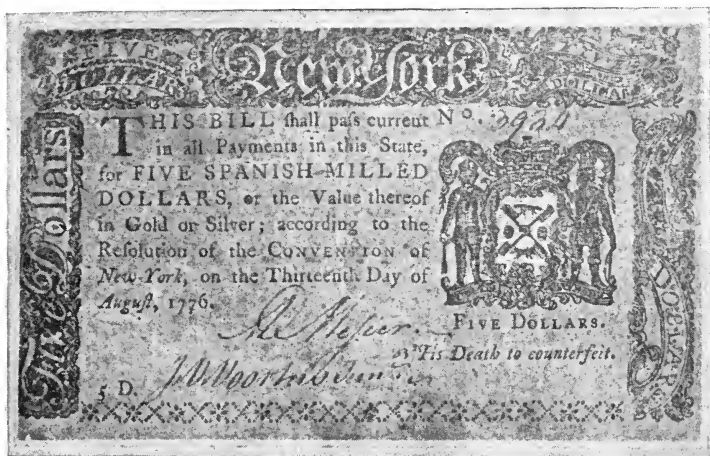 FIVE
DOLLARS
New-York
DOLLARS
Five Dollars
THIS BILL ſhall paſs current
in all Payments in this State,
for FIVE SPANISH MILLED
DOLLARS, or the Value thereof
in Gold or Silver; according to the
Reſolution of the CONVENTION of
New-York, on the Thirteenth Day of
Auguſt, 1776.
No.
FIVE DOLLARS.
'Tis Death to counterfeit.
5 D.
DOLLARS